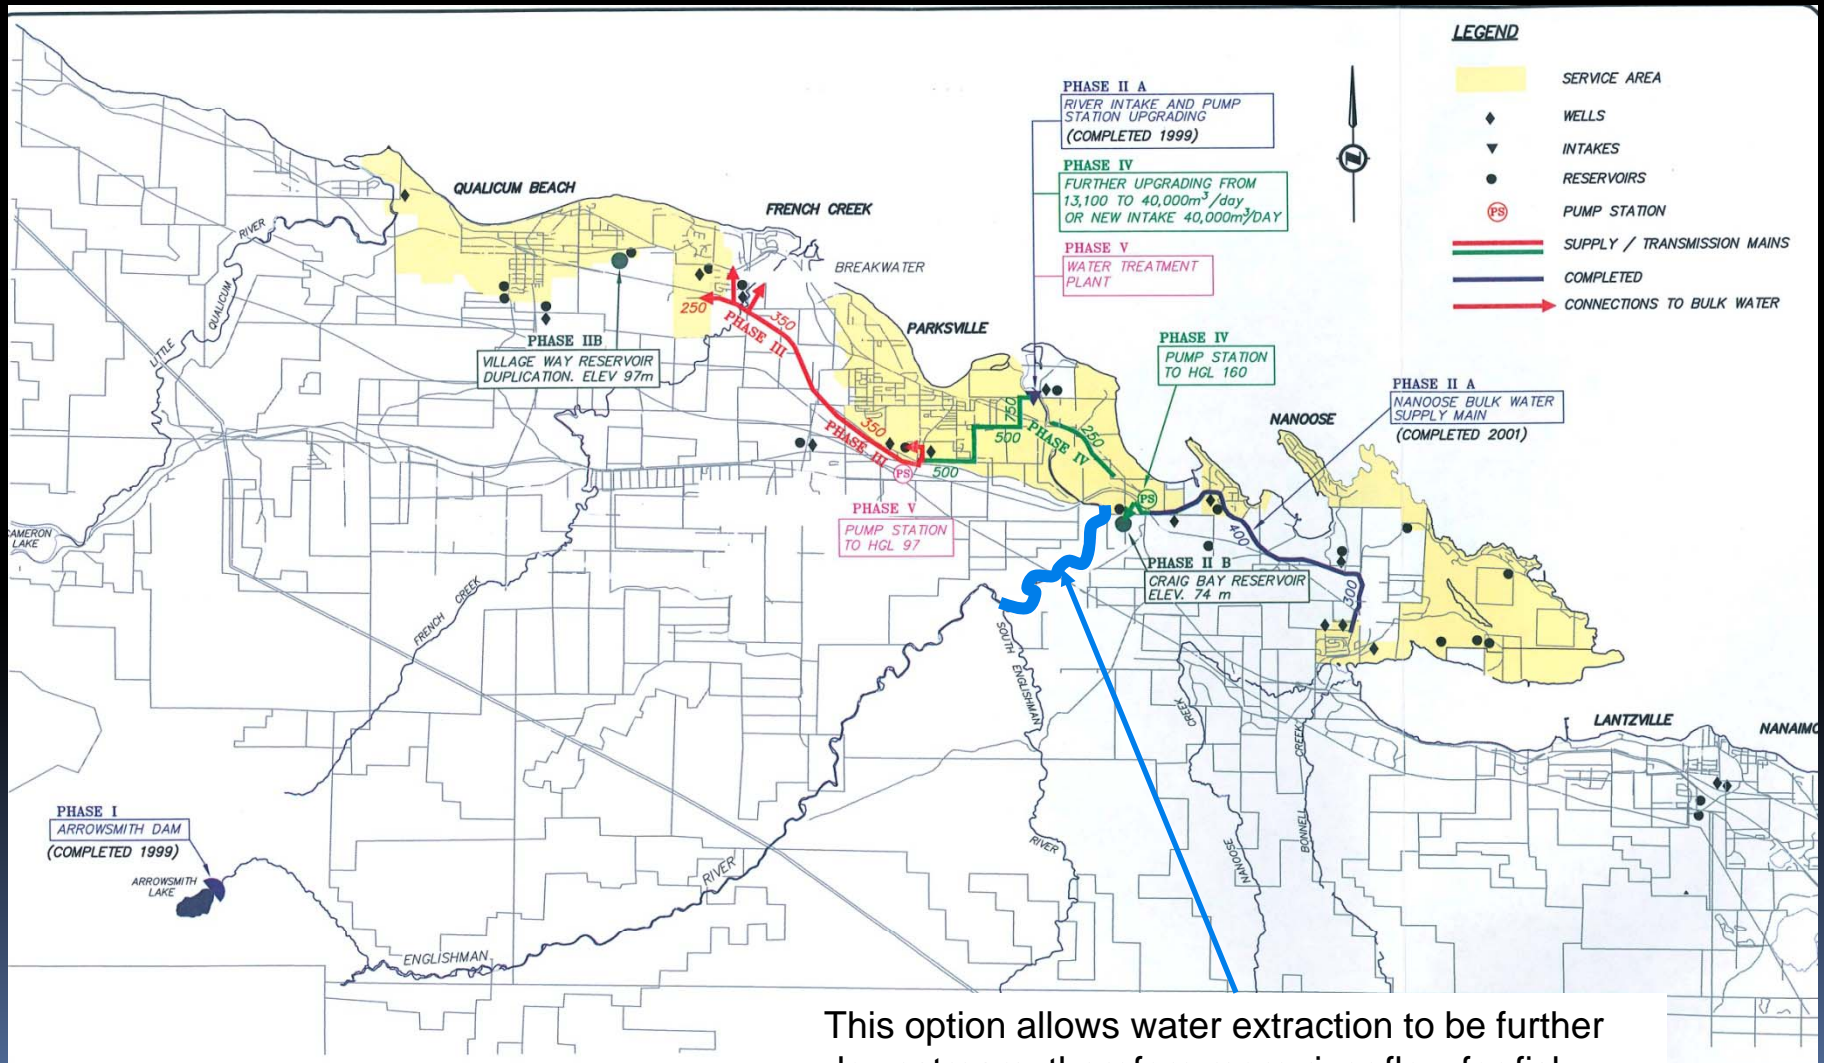 LEGEND
SERVICE AREA
WELLS
INTAKES
RESERVOIRS
PS
PUMP STATION
SUPPLY / TRANSMISSION MAINS
COMPLETED
CONNECTIONS TO BULK WATER
PHASE II A
RIVER INTAKE AND PUMP
STATION UPGRADING
(COMPLETED 1999)
PHASE IV
FURTHER UPGRADING FROM
13,100 TO 40,000m³/day
OR NEW INTAKE 40,000m³/DAY
PHASE V
WATER TREATMENT
PLANT
QUALICUM BEACH
FRENCH CREEK
BREAKWATER
PARKSVILLE
RIVER
QUALICUM
LITTLE
250
350
PHASE III
PHASE IIB
VILLAGE WAY RESERVOIR
DUPLICATION. ELEV 97m
PHASE IV
PUMP STATION
TO HGL 160
PHASE II A
NANOOSE BULK WATER
SUPPLY MAIN
(COMPLETED 2001)
NANOOSE
750
500
PHASE IV
250
350
PHASE III
PS
500
PS
400
300
PHASE V
PUMP STATION
TO HGL 97
PHASE II B
CRAIG BAY RESERVOIR
ELEV. 74 m
CAMERON
LAKE
FRENCH CREEK
SOUTH ENGLISHMAN
RIVER
CREEK
NANOOSE
CREEK
BONNELL
LANTZVILLE
NANAIMO
PHASE I
ARROWSMITH DAM
(COMPLETED 1999)
ARROWSMITH
LAKE
RIVER
ENGLISHMAN
This option allows water extraction to be further